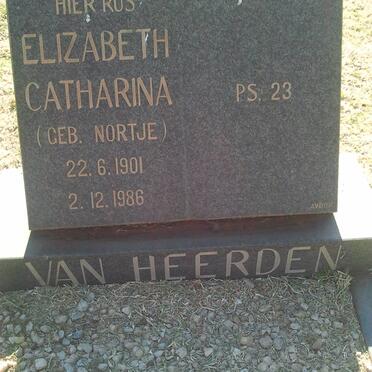 HIER RUS
ELIZABETH
CATHARINA
(GEB. NORTJE)
22.6.1901
2.12.1986
PS. 23
VAN HEERDEN